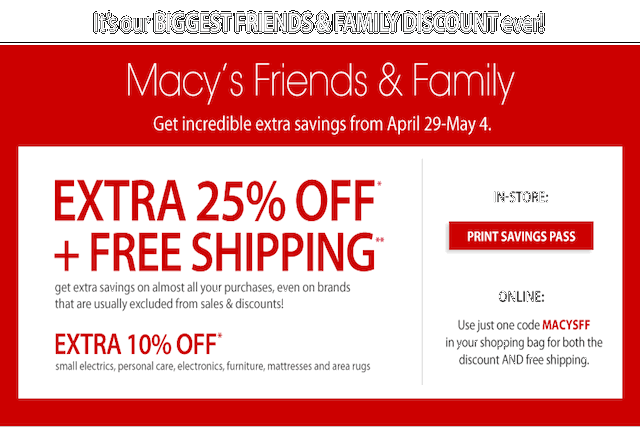 It's our BIGGEST FRIENDS & FAMILY DISCOUNT ever!
Macy's Friends & Family
Get incredible extra savings from April 29-May 4.
EXTRA 25% OFF*
+ FREE SHIPPING**
get extra savings on almost all your purchases, even on brands
that are usually excluded from sales & discounts!
EXTRA 10% OFF*
small electrics, personal care, electronics, furniture, mattresses and area rugs
IN-STORE:
PRINT SAVINGS PASS
ONLINE:
Use just one code MACYSFF
in your shopping bag for both the
discount AND free shipping.